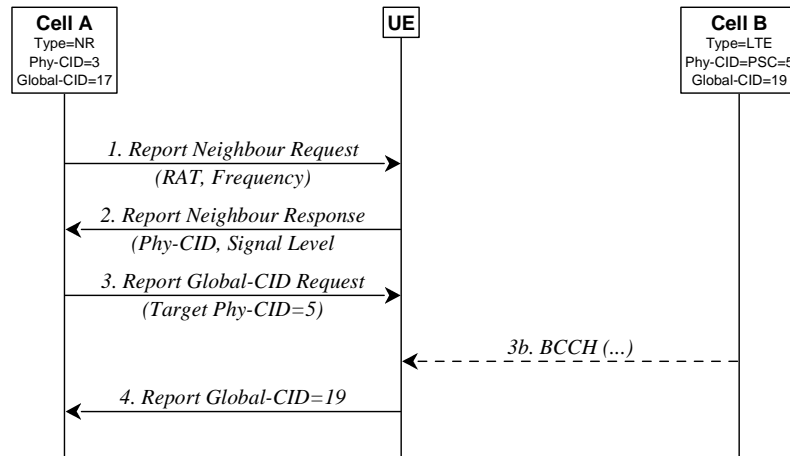 Cell A
Type=NR
Phy-CID=3
Global-CID=17
UE
Cell B
Type=LTE
Phy-CID=PSC=5
Global-CID=19
1. Report Neighbour Request
(RAT, Frequency)
2. Report Neighbour Response
(Phy-CID, Signal Level
3. Report Global-CID Request
(Target Phy-CID=5)
3b. BCCH (...)
4. Report Global-CID=19